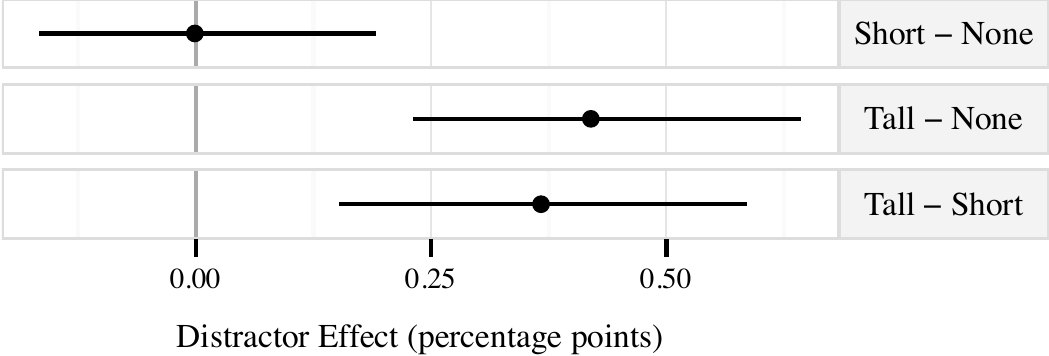 Short – None
Tall – None
Tall – Short
0.00 0.25 0.50
Distractor Effect (percentage points)